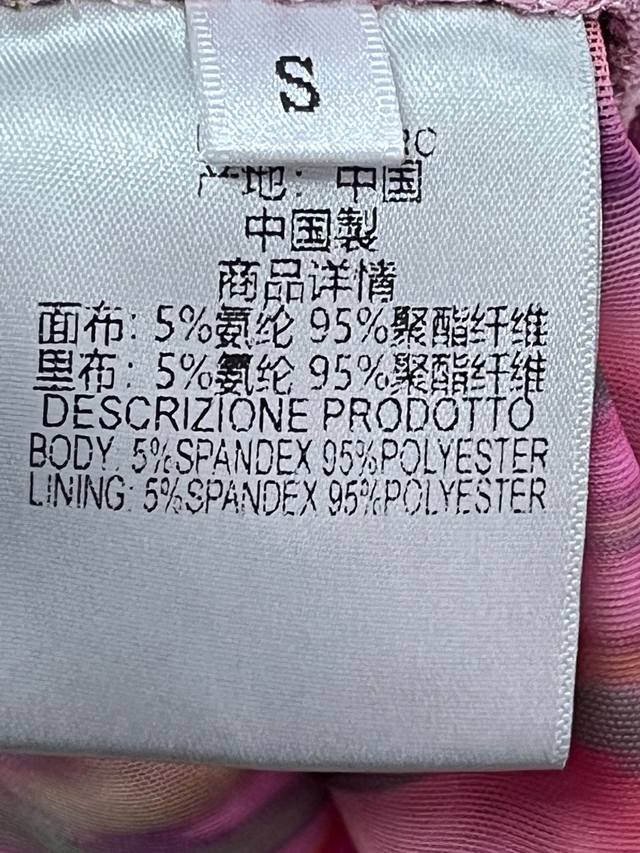 S
产地: 中国
中国製
商品详情
面布: 5%氨纶 95%聚酯纤维
里布: 5%氨纶 95%聚酯纤维
DESCRIZIONE PRODOTTO
BODY: 5%SPANDEX 95%POLYESTER
LINING: 5%SPANDEX 95%POLYESTER